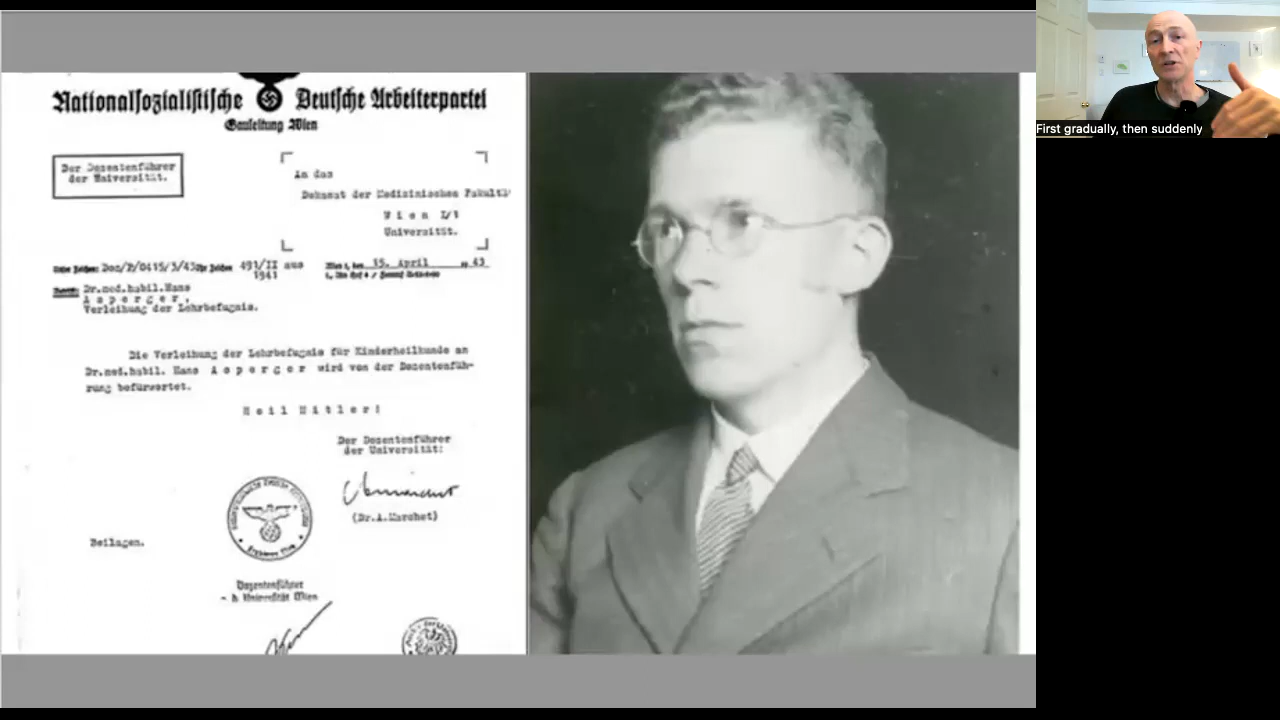 Nationalsozialistische Deutsche Arbeiterpartei
Gauleitung Wien
Der Dozentenführer
der Universität.
An das
Dekanat der Medizinischen Fakultä
Wien I/1
Universität.
491/II aus
1941
15. April 43
Dr.med.habil.Hans
Asperger,
Verleihung der Lehrbefugnis.
Die Verleihung der Lehrbefugnis für Kinderheilkunde an
Dr.med.habil. Hans Asperger wird von der Dozentenfüh-
rung befürwortet.
Heil Hitler!
Der Dozentenführer
der Universität:
(Dr.A.Marchet)
Beilagen.
Dozentenführer
Universität Wien
First gradually, then suddenly